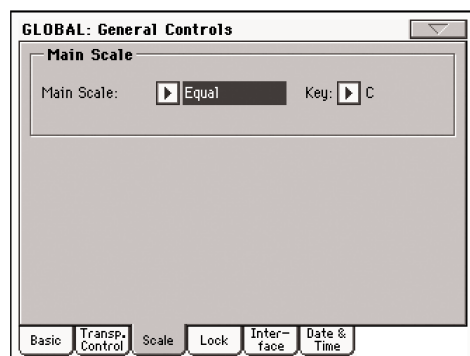 GLOBAL: General Controls
Main Scale
Main Scale: Equal Key: C
Basic Transp. Control Scale Lock Inter- face Date & Time